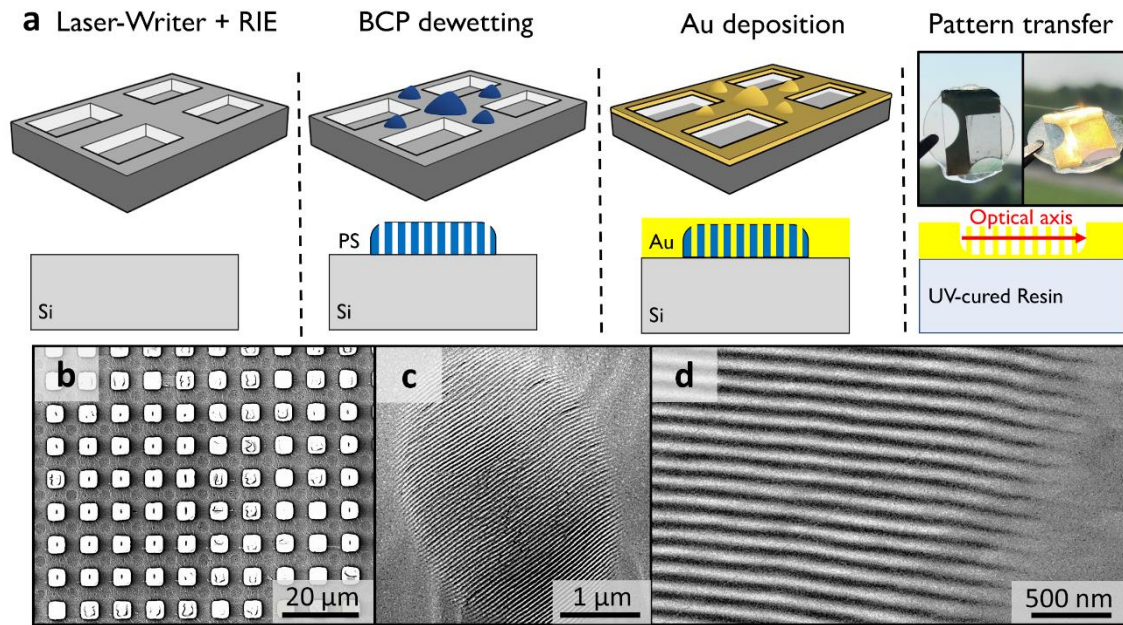 a Laser-Writer + RIE
BCP dewetting
Au deposition
Pattern transfer
PS
Si
Si
Au
Si
Optical axis
UV-cured Resin
b
20 µm
c
1 µm
d
500 nm